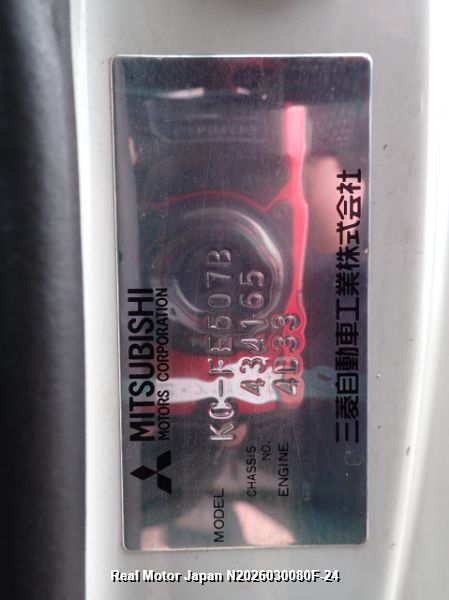 MITSUBISHI
MOTORS CORPORATION
MODEL KC-FE507B
CHASSIS NO. 434165
ENGINE 4D33
三菱自動車工業株式会社
Real Motor Japan N2026030080F-24